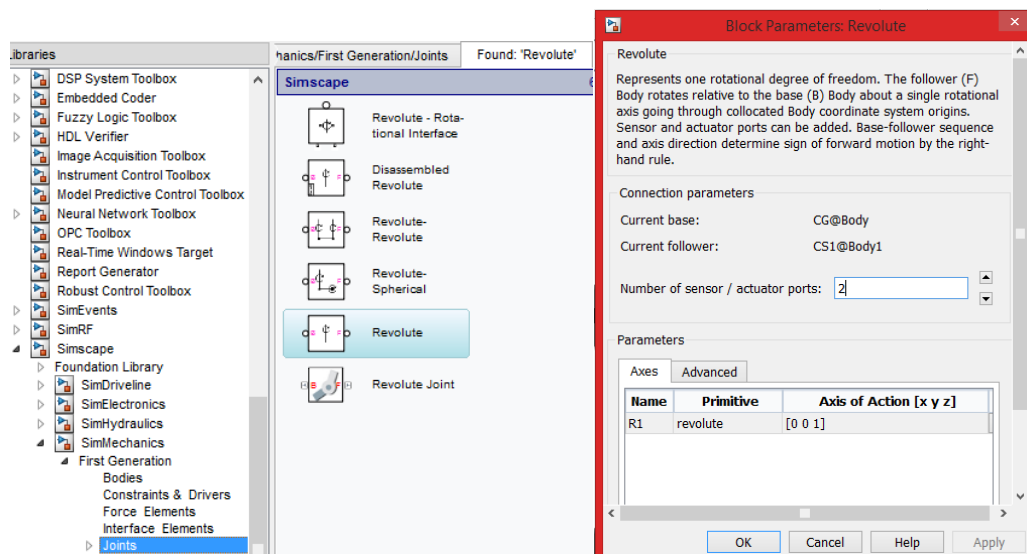 .ibraries
DSP System Toolbox
Embedded Coder
Fuzzy Logic Toolbox
HDL Verifier
Image Acquisition Toolbox
Instrument Control Toolbox
Model Predictive Control Toolbox
Neural Network Toolbox
OPC Toolbox
Real-Time Windows Target
Report Generator
Robust Control Toolbox
SimEvents
SimRF
Simscape
Foundation Library
SimDriveline
SimElectronics
SimHydraulics
SimMechanics
First Generation
Bodies
Constraints & Drivers
Force Elements
Interface Elements
Joints
hanics/First Generation/Joints
Found: 'Revolute'
Simscape
Revolute - Rota-
tional Interface
Disassembled
Revolute
Revolute-
Revolute
Revolute-
Spherical
Revolute
Revolute Joint
Block Parameters: Revolute
Revolute
Represents one rotational degree of freedom. The follower (F)
Body rotates relative to the base (B) Body about a single rotational
axis going through collocated Body coordinate system origins.
Sensor and actuator ports can be added. Base-follower sequence
and axis direction determine sign of forward motion by the right-
hand rule.
Connection parameters
Current base: CG@Body
Current follower: CS1@Body1
Number of sensor / actuator ports: 2
Parameters
Axes Advanced
Name Primitive Axis of Action [x y z]
R1 revolute [0 0 1]
OK Cancel Help Apply